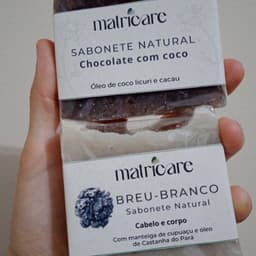 matricare
SABONETE NATURAL
Chocolate com coco
Óleo de coco licuri e cacau
matricare
BREU-BRANCO
Sabonete Natural
Cabelo e corpo
Com manteiga de cupuaçu e óleo
de Castanha do Pará